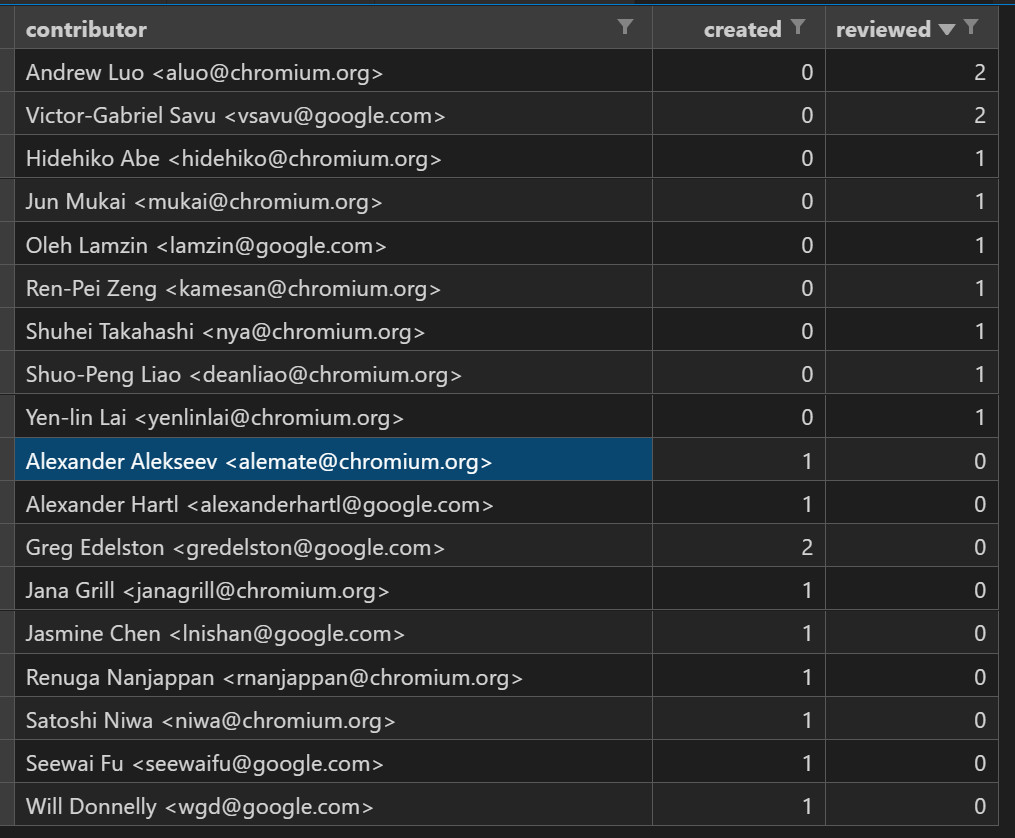 contributor created reviewed
Andrew Luo <aluo@chromium.org> 0 2
Victor-Gabriel Savu <vsavu@google.com> 0 2
Hidehiko Abe <hidehiko@chromium.org> 0 1
Jun Mukai <mukai@chromium.org> 0 1
Oleh Lamzin <lamzin@google.com> 0 1
Ren-Pei Zeng <kamesan@chromium.org> 0 1
Shuhei Takahashi <nya@chromium.org> 0 1
Shuo-Peng Liao <deanliao@chromium.org> 0 1
Yen-lin Lai <yenlinlai@chromium.org> 0 1
Alexander Alekseev <alemate@chromium.org> 1 0
Alexander Hartl <alexanderhartl@google.com> 1 0
Greg Edelston <gredelston@google.com> 2 0
Jana Grill <janagrill@chromium.org> 1 0
Jasmine Chen <lnishan@google.com> 1 0
Renuga Nanjappan <rnanjappan@chromium.org> 1 0
Satoshi Niwa <niwa@chromium.org> 1 0
Seewai Fu <seewaifu@google.com> 1 0
Will Donnelly <wgd@google.com> 1 0